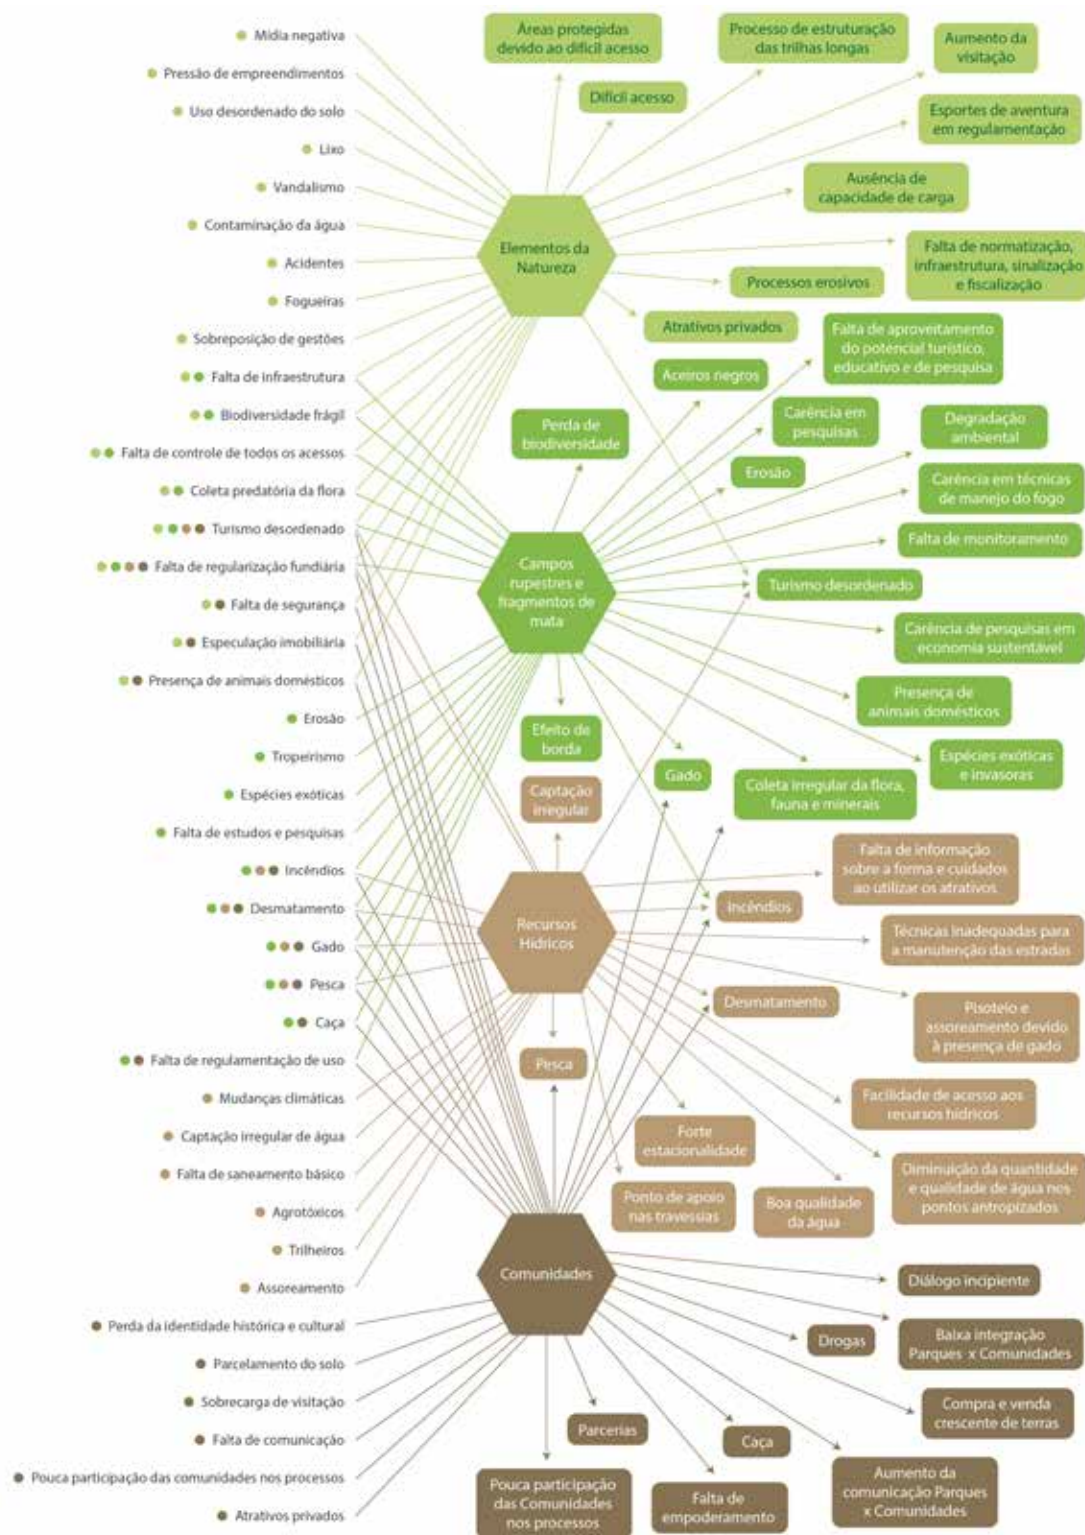 Mídia negativa
Pressão de empreendimentos
Uso desordenado do solo
Lixo
Vandalismo
Contaminação da água
Acidentes
Fogueiras
Sobreposição de gestões
Falta de infraestrutura
Biodiversidade frágil
Falta de controle de todos os acessos
Coleta predatória da flora
Turismo desordenado
Falta de regularização fundiária
Falta de segurança
Especulação imobiliária
Presença de animais domésticos
Erosão
Tropeirismo
Espécies exóticas
Falta de estudos e pesquisas
Incêndios
Desmatamento
Gado
Pesca
Caça
Falta de regulamentação de uso
Mudanças climáticas
Captação irregular de água
Falta de saneamento básico
Agrotóxicos
Trilheiros
Assoreamento
Perda da identidade histórica e cultural
Parcelamento do solo
Sobrecarga de visitação
Falta de comunicação
Pouca participação das comunidades nos processos
Atrativos privados
Elementos da
Natureza
Áreas protegidas
devido ao difícil acesso
Difícil acesso
Processo de estruturação
das trilhas longas
Aumento da
visitação
Esportes de aventura
em regulamentação
Ausência de
capacidade de carga
Falta de normatização,
infraestrutura, sinalização
e fiscalização
Processos erosivos
Atrativos privados
Campos
rupestres e
fragmentos de
mata
Perda de
biodiversidade
Aceiros negros
Falta de aproveitamento
do potencial turístico,
educativo e de pesquisa
Carência em
pesquisas
Erosão
Degradação
ambiental
Carência em técnicas
de manejo do fogo
Falta de monitoramento
Turismo desordenado
Carência de pesquisas em
economia sustentável
Presença de
animais domésticos
Espécies exóticas
e invasoras
Coleta irregular da flora,
fauna e minerais
Gado
Efeito de
borda
Recursos
Hídricos
Captação
irregular
Falta de informação
sobre a forma e cuidados
ao utilizar os atrativos
Incêndios
Técnicas inadequadas para
a manutenção das estradas
Desmatamento
Pisoteio e
assoreamento devido
à presença de gado
Facilidade de acesso aos
recursos hídricos
Diminuição da quantidade
e qualidade de água nos
pontos antropizados
Boa qualidade
da água
Forte
estacionalidade
Ponto de apoio
nas travessias
Pesca
Comunidades
Diálogo incipiente
Baixa integração
Parques x Comunidades
Drogas
Compra e venda
crescente de terras
Aumento da
comunicação Parques
x Comunidades
Caça
Falta de
empoderamento
Parcerias
Pouca participação
das Comunidades
nos processos